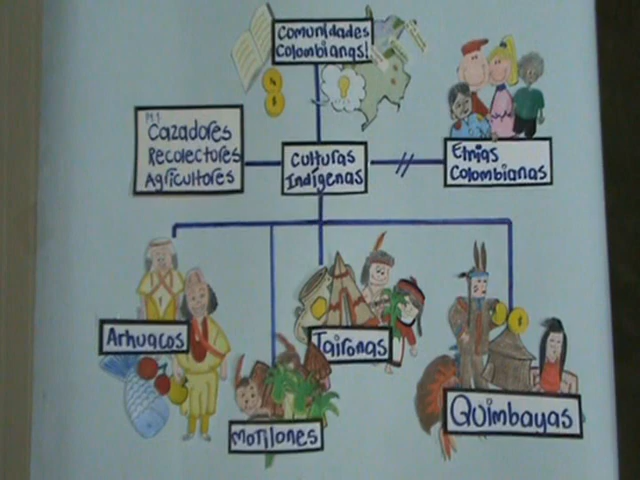 Comunidades
Colombianas!
Cazadores
Recolectores
Agricultores
Culturas
Indígenas
Etnias
Colombianas
Arhuacos
Taironas
Motilones
Quimbayas